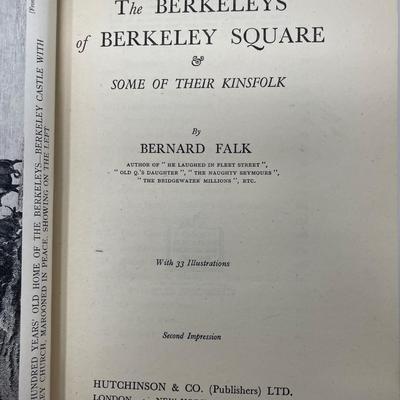 The BERKELEYS
of BERKELEY SQUARE
&
SOME OF THEIR KINSFOLK
By
BERNARD FALK
AUTHOR OF "HE LAUGHED IN FLEET STREET",
"OLD Q.'S DAUGHTER", "THE NAUGHTY SEYMOURS",
"THE BRIDGEWATER MILLIONS", ETC.
With 33 Illustrations
Second Impression
HUTCHINSON & CO. (Publishers) LTD.
LONDON
HUNDRED YEARS' OLD HOME OF THE BERKELEYS—BERKELEY CASTLE WITH
CHURCH, MAROONED IN PEACE, SHOWING ON THE LEFT